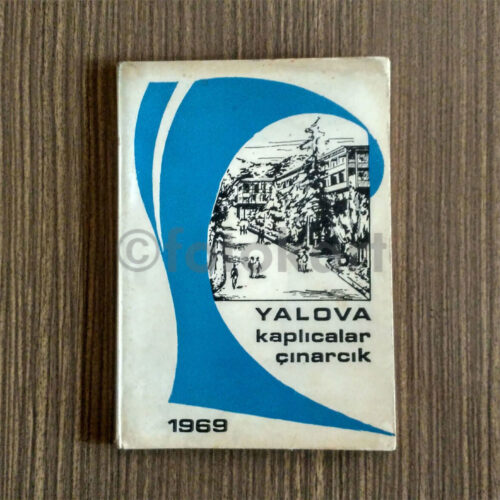 YALOVA
kaplıcalar
çınarcık
1969